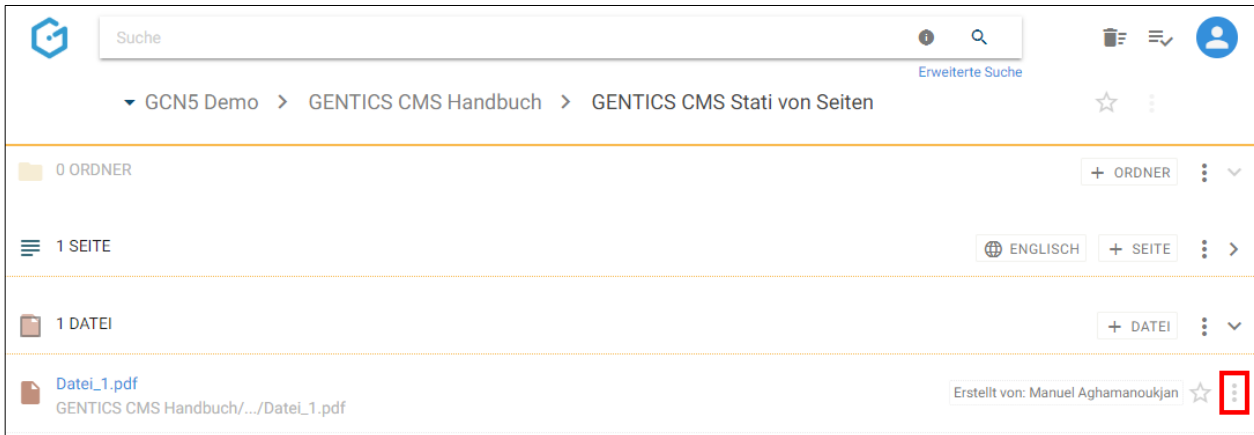 Suche
Erweiterte Suche
GCN5 Demo > GENTICS CMS Handbuch > GENTICS CMS Stati von Seiten
0 ORDNER + ORDNER
1 SEITE ENGLISCH + SEITE
1 DATEI + DATEI
Datei_1.pdf
GENTICS CMS Handbuch/.../Datei_1.pdf
Erstellt von: Manuel Aghamanoukjan